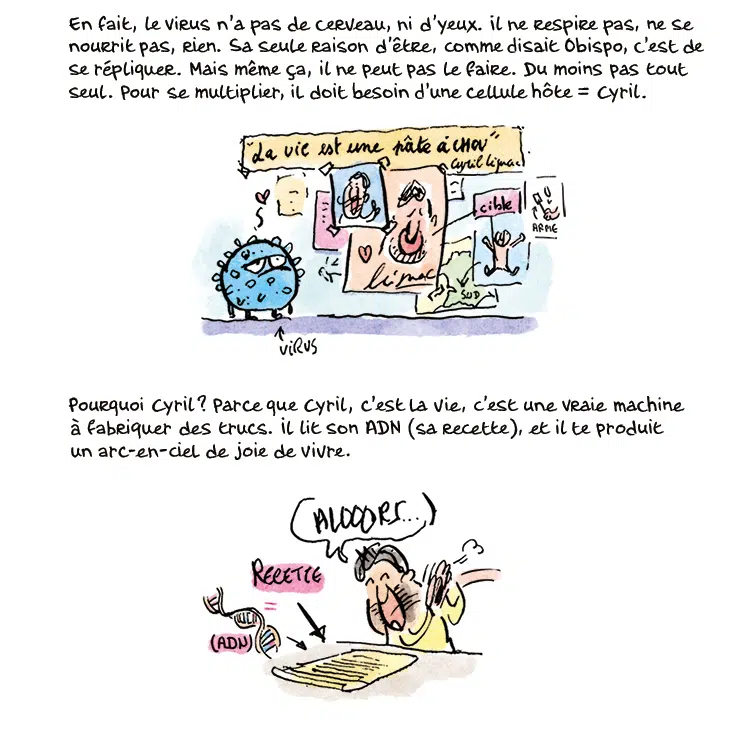 En fait, le virus n'a pas de cerveau, ni d'yeux. il ne respire pas, ne se
nourrit pas, rien. Sa seule raison d'être, comme disait Obispo, c'est de
se répliquer. Mais même ça, il ne peut pas le faire. Du moins pas tout
seul. Pour se multiplier, il doit besoin d'une cellule hôte = Cyril.
"La vie est une pâte à CHOU"
Cyril Lignac
cible
ARME
Lignac
SUD
VIRUS
Pourquoi Cyril? Parce que Cyril, c'est la vie, c'est une vraie machine
à fabriquer des trucs. il lit son ADN (sa recette), et il te produit
un arc-en-ciel de joie de vivre.
(ALOOORS...)
RECETTE
=
(ADN)